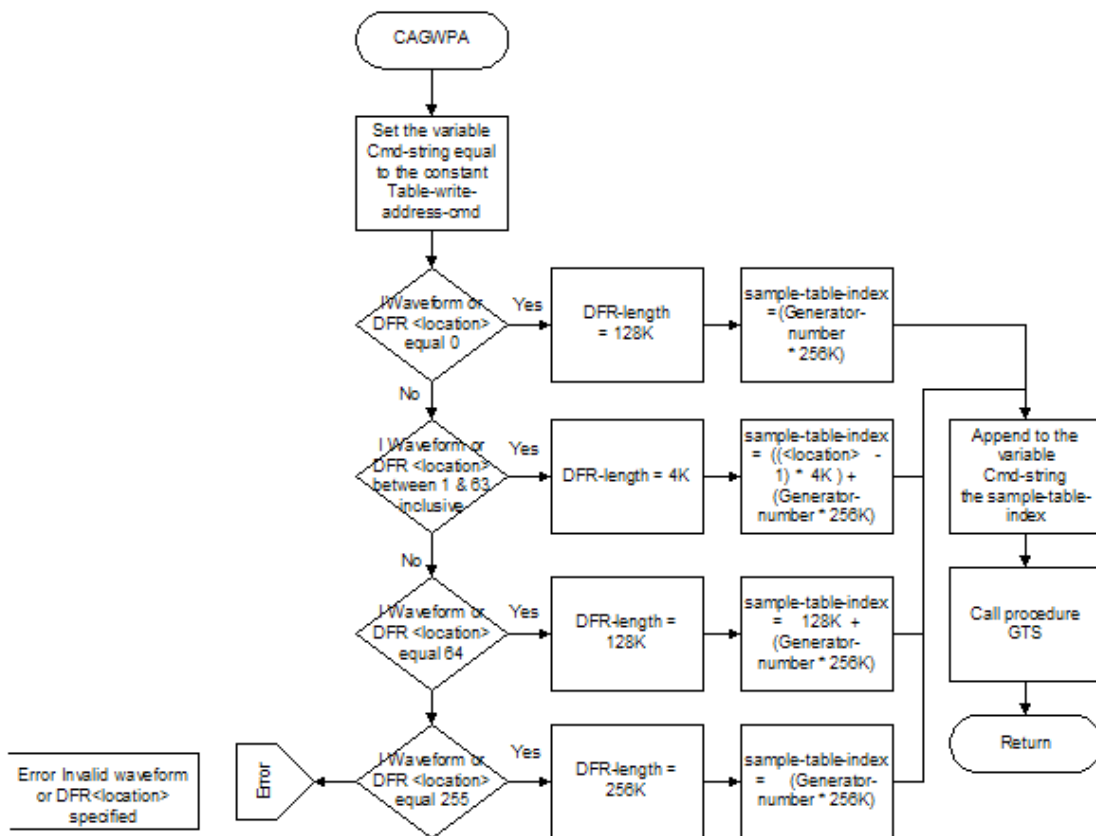 CAGWPA
Set the variable
Cmd-string equal
to the constant
Table-write-
address-cmd
I Waveform or
DFR <location>
equal 0
Yes
DFR-length
= 128K
sample-table-index
=(Generator-
number
* 256K)
No
I Waveform or
DFR <location>
between 1 & 63
inclusive
Yes
DFR-length = 4K
sample-table-index
= ((<location> -
1) * 4K ) +
(Generator-
number * 256K)
Append to the
variable
Cmd-string
the sample-table-
index
No
I Waveform or
DFR <location>
equal 64
Yes
DFR-length =
128K
sample-table-index
= 128K +
(Generator-
number * 256K)
Call procedure
GTS
I Waveform or
DFR <location>
equal 255
Yes
DFR-length =
256K
sample-table-index
= (Generator-
number * 256K)
Return
Error
Error Invalid waveform
or DFR<location>
specified